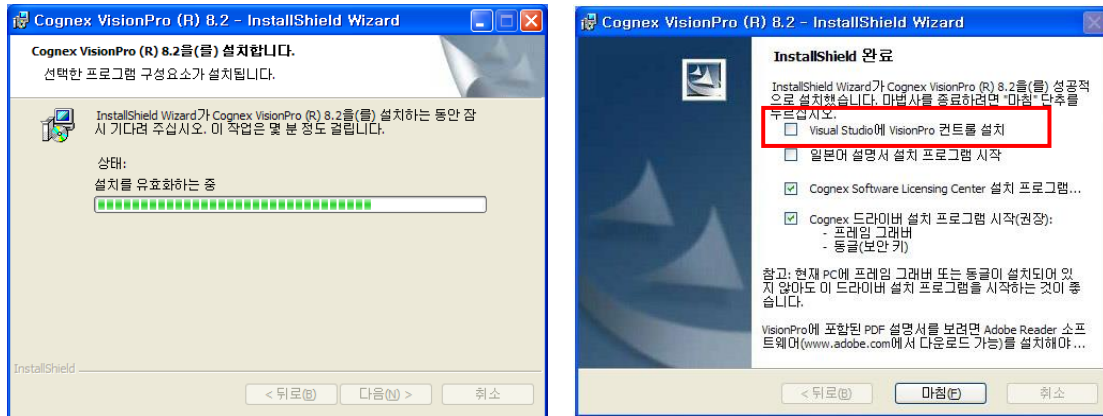 Cognex VisionPro (R) 8.2 - InstallShield Wizard
Cognex VisionPro (R) 8.2을(를) 설치합니다.
선택한 프로그램 구성요소가 설치됩니다.
InstallShield Wizard가 Cognex VisionPro (R) 8.2을(를) 설치하는 동안 잠
시 기다려 주십시오. 이 작업은 몇 분 정도 걸립니다.
상태:
설치를 유효화하는 중
InstallShield
< 뒤로(B)
다음(N) >
취소
Cognex VisionPro (R) 8.2 - InstallShield Wizard
InstallShield 완료
InstallShield Wizard가 Cognex VisionPro (R) 8.2을(를) 성공적
으로 설치했습니다. 마법사를 종료하려면 "마침" 단추를
누르십시오.
Visual Studio에 VisionPro 컨트롤 설치
일본어 설명서 설치 프로그램 시작
Cognex Software Licensing Center 설치 프로그램...
Cognex 드라이버 설치 프로그램 시작(권장):
- 프레임 그래버
- 동글(보안 키)
참고: 현재 PC에 프레임 그래버 또는 동글이 설치되어 있
지 않아도 이 드라이버 설치 프로그램을 시작하는 것이 좋
습니다.
VisionPro에 포함된 PDF 설명서를 보려면 Adobe Reader 소프
트웨어(www.adobe.com에서 다운로드 가능)를 설치해야 ...
< 뒤로(B)
마침(F)
취소